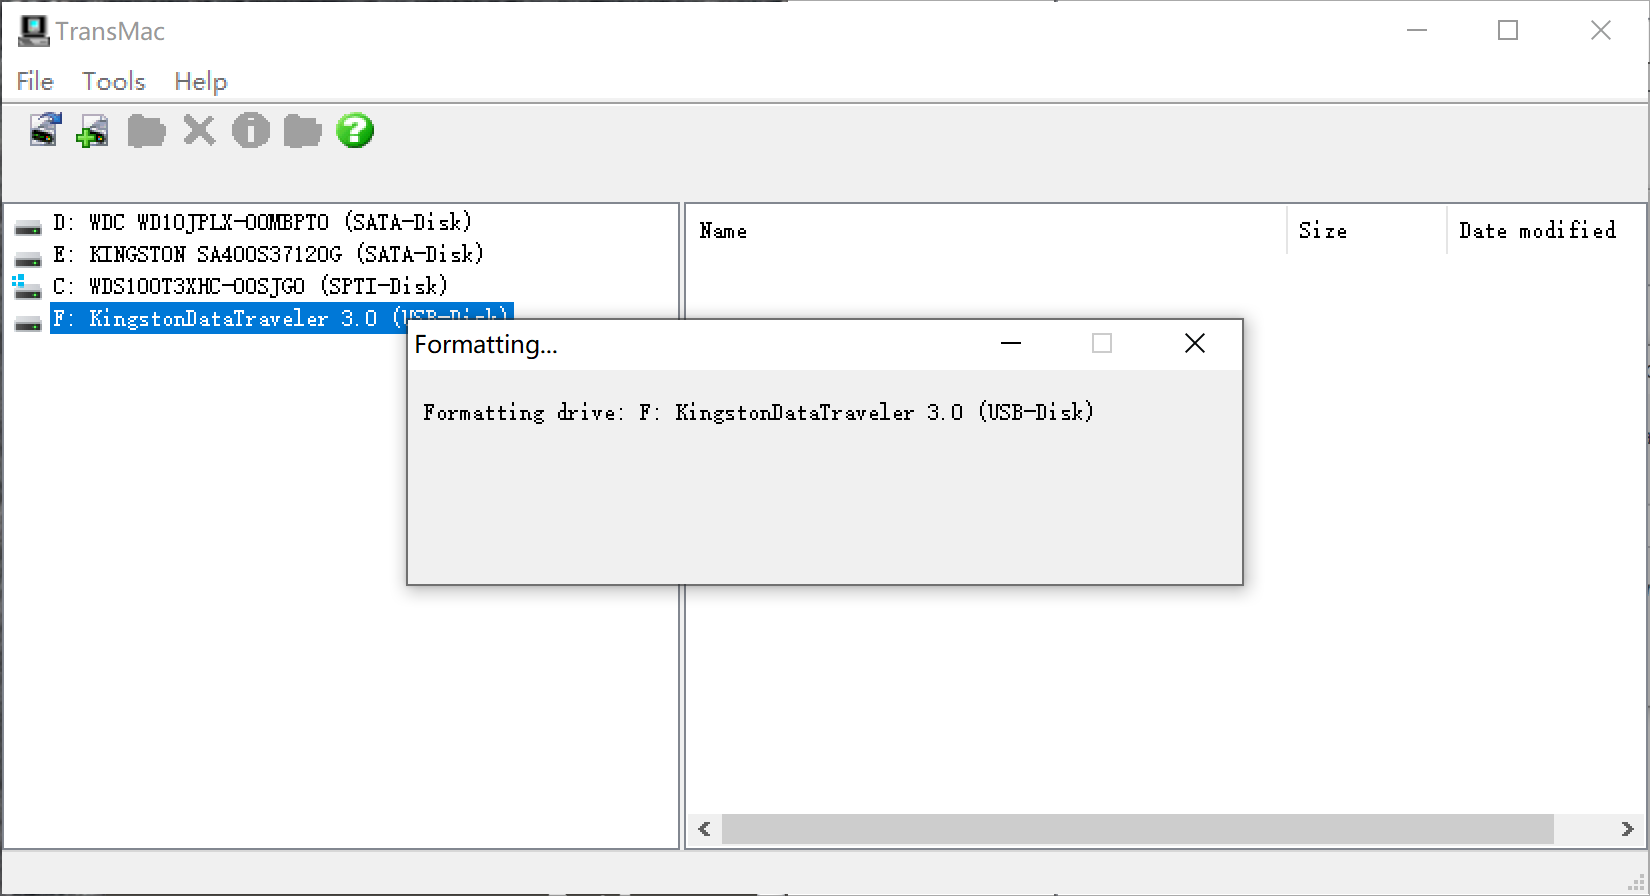 TransMac
File Tools Help
D: WDC WD10JPLX-00MBPT0 (SATA-Disk)
E: KINGSTON SA400S37120G (SATA-Disk)
C: WDS100T3XHC-00SJG0 (SPTI-Disk)
F: KingstonDataTraveler 3.0 (USB-Disk)
Name Size Date modified
Formatting...
Formatting drive: F: KingstonDataTraveler 3.0 (USB-Disk)